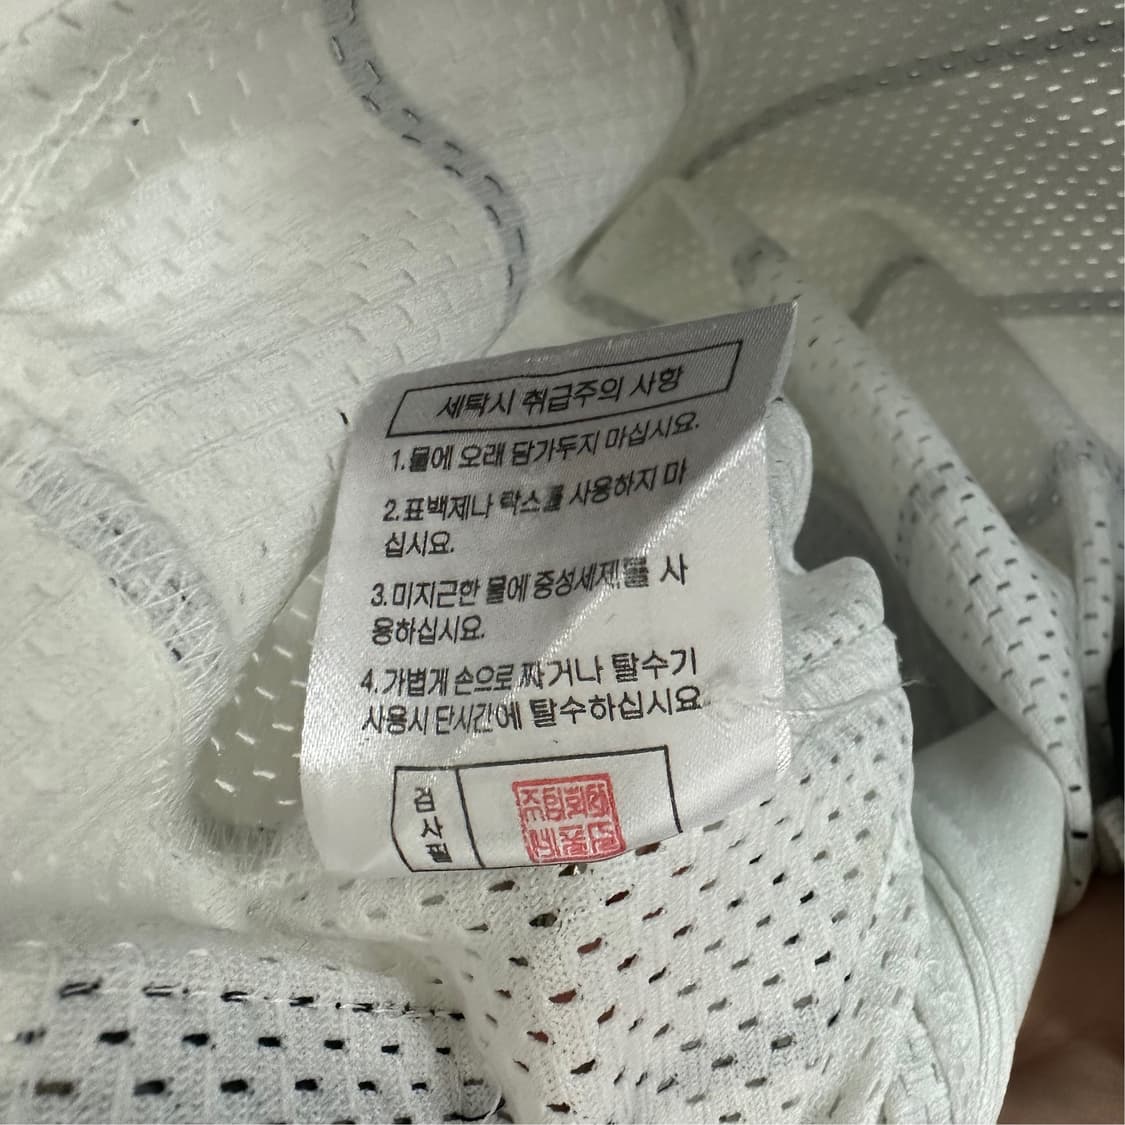 세탁시 취급주의 사항
1.물에 오래 담가두지 마십시요.
2.표백제나 락스를 사용하지 마
십시요.
3.미지근한 물에 중성세제를 사
용하십시요.
4.가볍게 손으로 짜거나 탈수기
사용시 단시간에 탈수하십시요
검사필